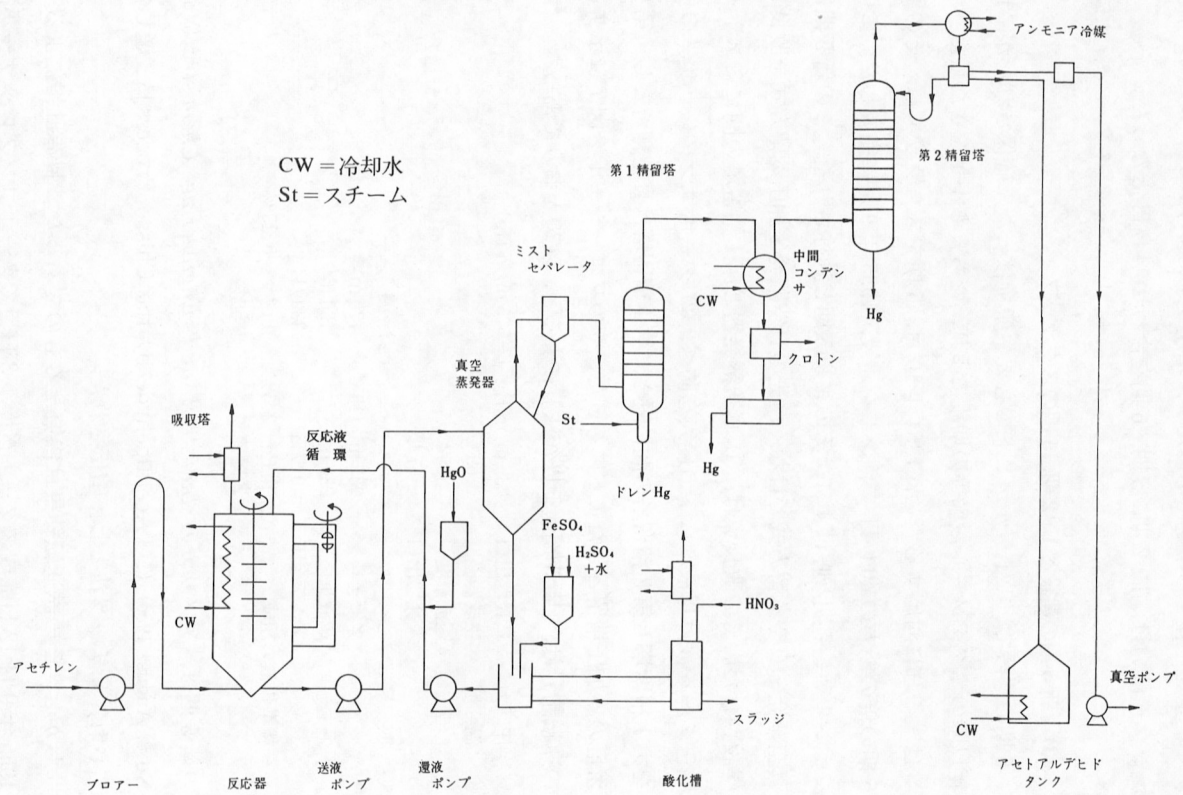 アンモニア冷媒
CW＝冷却水
St＝スチーム
第1精留塔
第2精留塔
ミスト
セパレータ
中間
コンデン
サ
CW
Hg
クロトン
真空
蒸発器
St
Hg
ドレンHg
吸収塔
反応液
循環
HgO
FeSO₄
H₂SO₄
＋水
HNO₃
CW
アセチレン
スラッジ
真空ポンプ
CW
ブロアー
反応器
送液
ポンプ
還液
ポンプ
酸化槽
アセトアルデヒド
タンク